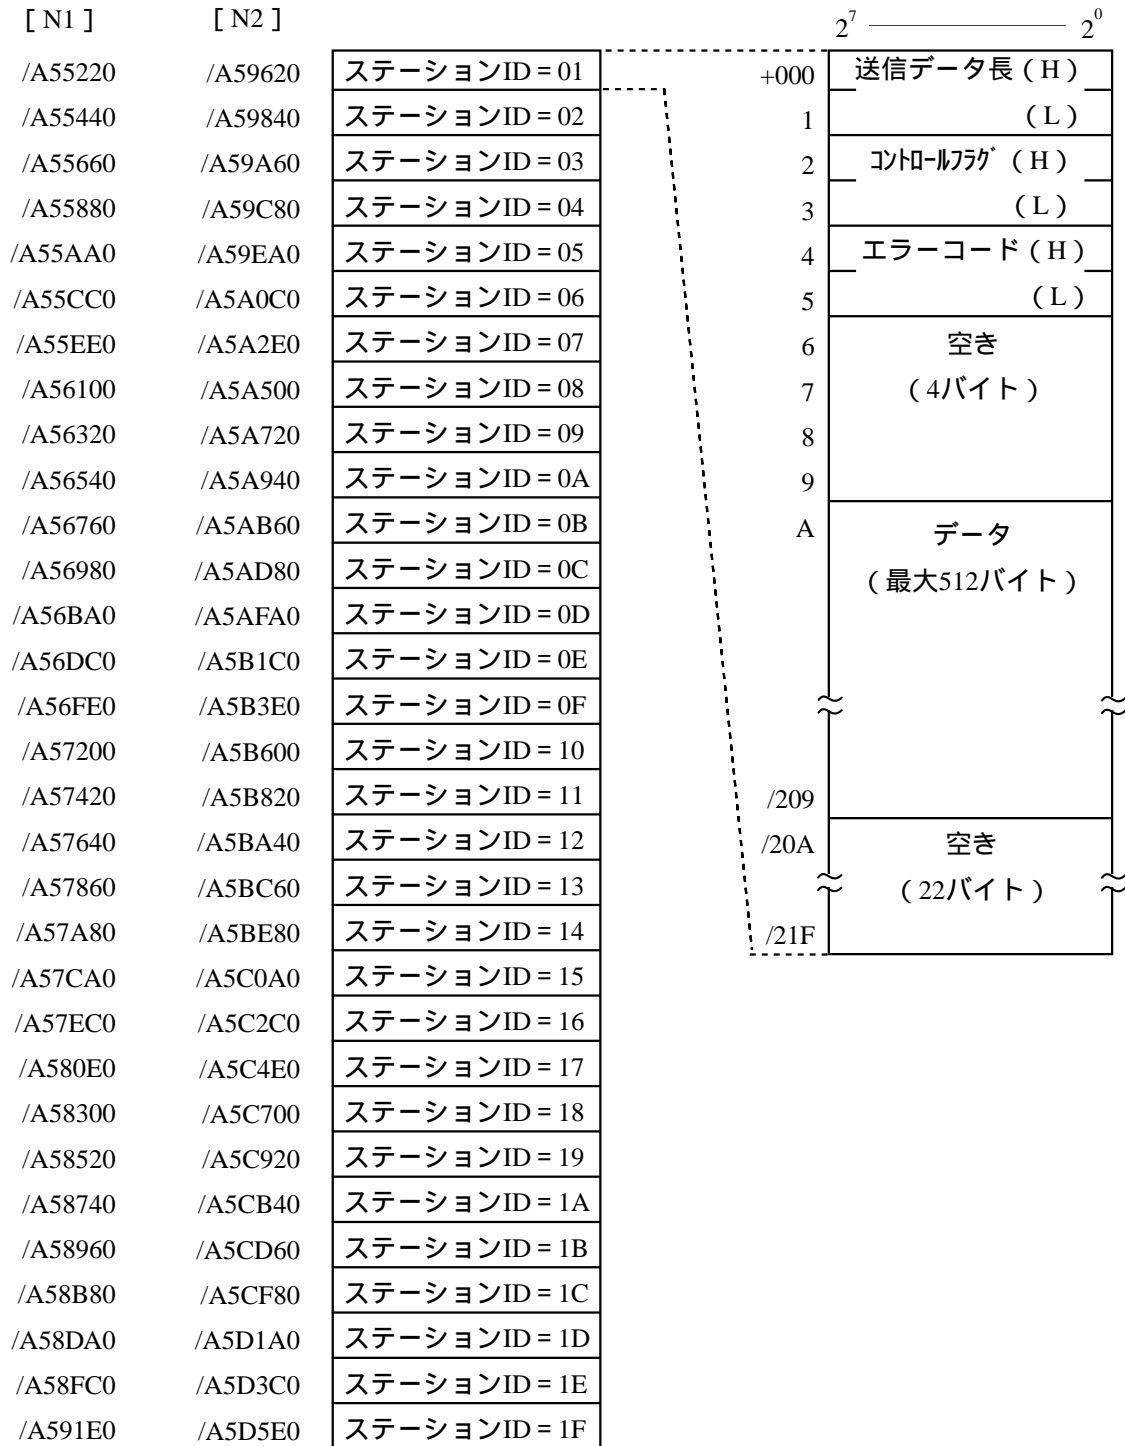 [ N1 ] [ N2 ]
/A55220 /A59620 ステーションID = 01
/A55440 /A59840 ステーションID = 02
/A55660 /A59A60 ステーションID = 03
/A55880 /A59C80 ステーションID = 04
/A55AA0 /A59EA0 ステーションID = 05
/A55CC0 /A5A0C0 ステーションID = 06
/A55EE0 /A5A2E0 ステーションID = 07
/A56100 /A5A500 ステーションID = 08
/A56320 /A5A720 ステーションID = 09
/A56540 /A5A940 ステーションID = 0A
/A56760 /A5AB60 ステーションID = 0B
/A56980 /A5AD80 ステーションID = 0C
/A56BA0 /A5AFA0 ステーションID = 0D
/A56DC0 /A5B1C0 ステーションID = 0E
/A56FE0 /A5B3E0 ステーションID = 0F
/A57200 /A5B600 ステーションID = 10
/A57420 /A5B820 ステーションID = 11
/A57640 /A5BA40 ステーションID = 12
/A57860 /A5BC60 ステーションID = 13
/A57A80 /A5BE80 ステーションID = 14
/A57CA0 /A5C0A0 ステーションID = 15
/A57EC0 /A5C2C0 ステーションID = 16
/A580E0 /A5C4E0 ステーションID = 17
/A58300 /A5C700 ステーションID = 18
/A58520 /A5C920 ステーションID = 19
/A58740 /A5CB40 ステーションID = 1A
/A58960 /A5CD60 ステーションID = 1B
/A58B80 /A5CF80 ステーションID = 1C
/A58DA0 /A5D1A0 ステーションID = 1D
/A58FC0 /A5D3C0 ステーションID = 1E
/A591E0 /A5D5E0 ステーションID = 1F
2⁷ 2⁰
+000 送信データ長 ( H )
1 ( L )
2 ｺﾝﾄﾛｰﾙﾌﾗｸﾞ ( H )
3 ( L )
4 エラーコード ( H )
5 ( L )
6 空き
7 ( 4バイト )
8
9
A データ
( 最大512バイト )
/209
/20A 空き
( 22バイト )
/21F